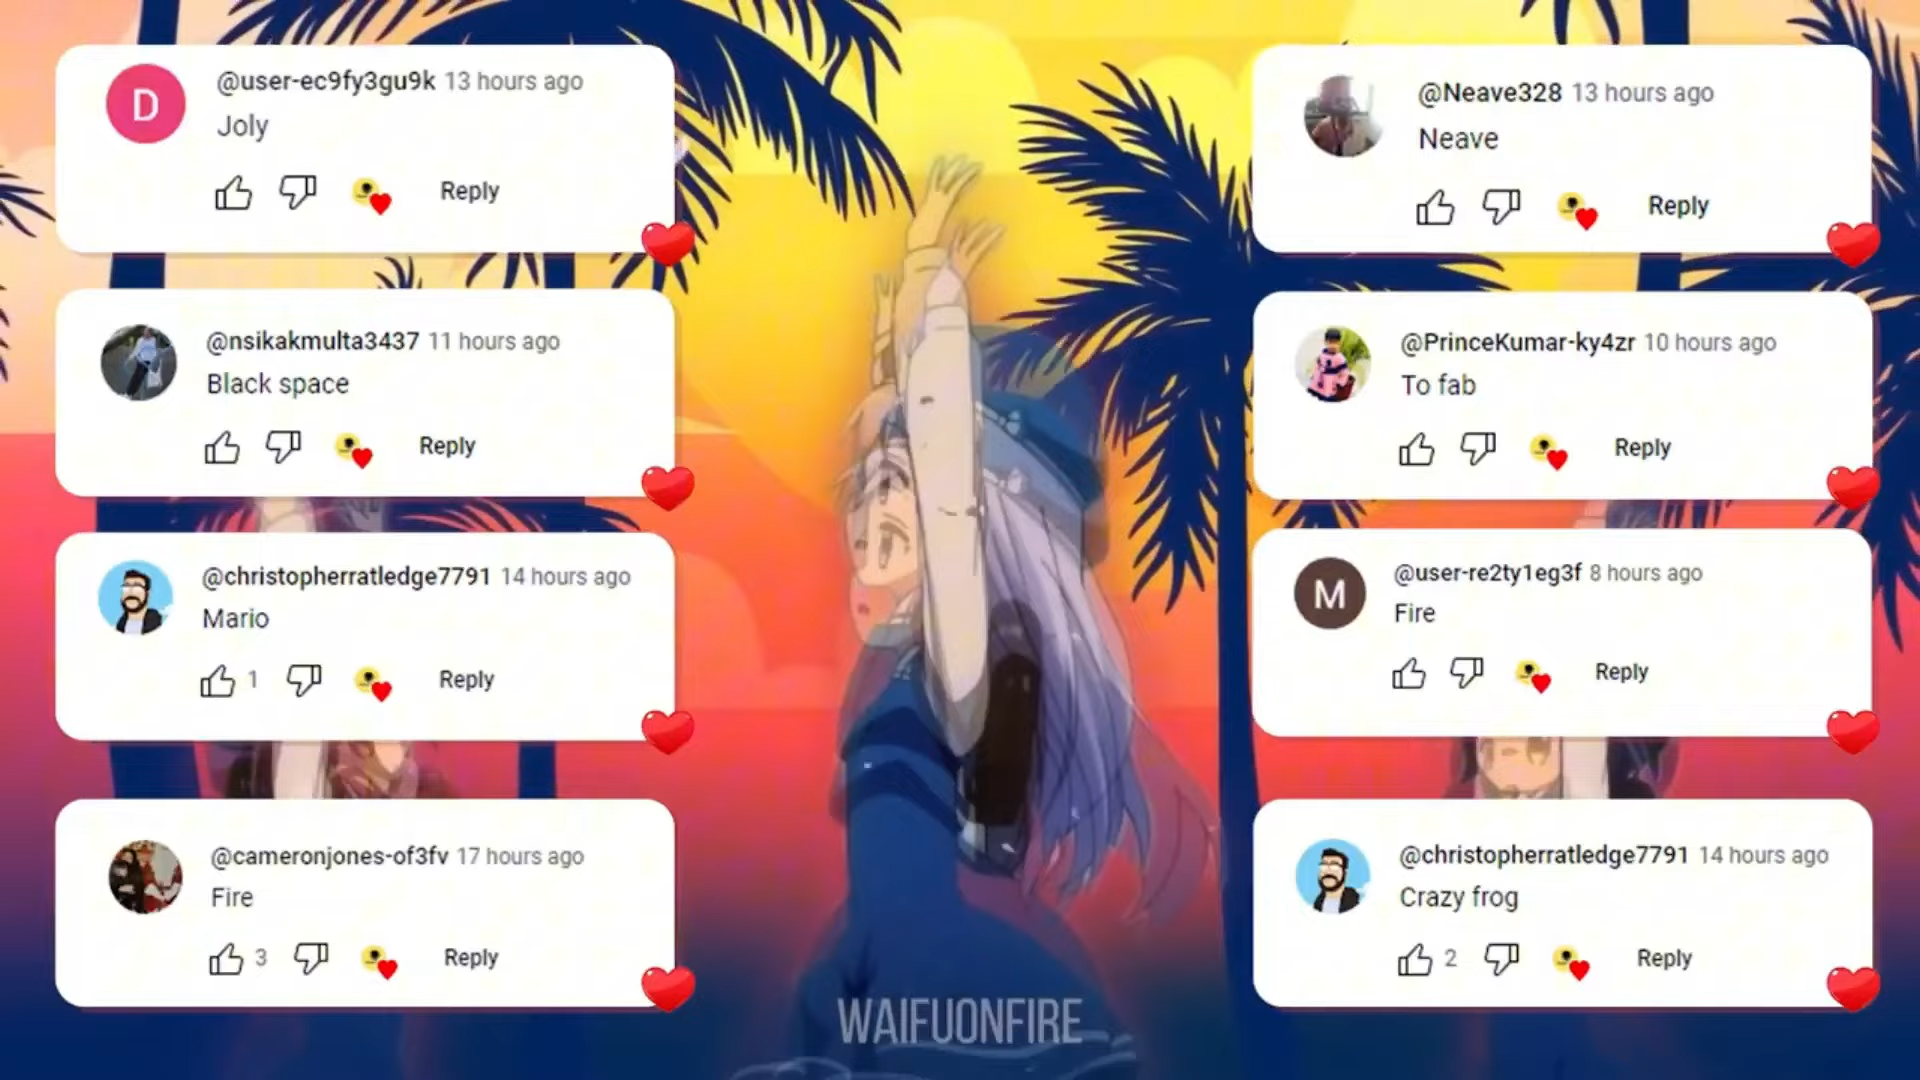 D
@user-ec9fy3gu9k 13 hours ago
Joly
Reply
@nsikakmulta3437 11 hours ago
Black space
Reply
@christopherratledge7791 14 hours ago
Mario
1 Reply
@cameronjones-of3fv 17 hours ago
Fire
3 Reply
@Neave328 13 hours ago
Neave
Reply
@PrinceKumar-ky4zr 10 hours ago
To fab
Reply
M
@user-re2ty1eg3f 8 hours ago
Fire
Reply
@christopherratledge7791 14 hours ago
Crazy frog
2 Reply
WAIFUONFIRE